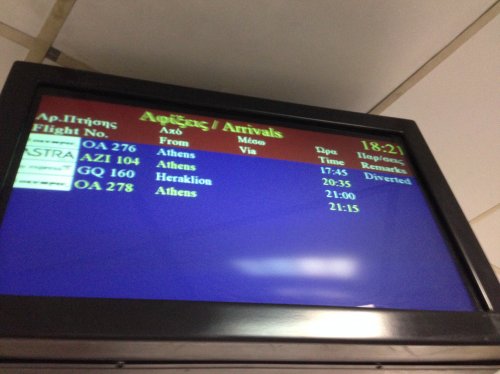 Αφίξεις / Arrivals 18:21
Αρ.Πτήσης Από Μέσω Ώρα Παρ/σεις
Flight No. From Via Time Remarks
OA 276 Athens 17:45 Diverted
ASTRA AZI 104 Athens 20:35
GQ 160 Heraklion 21:00
OA 278 Athens 21:15